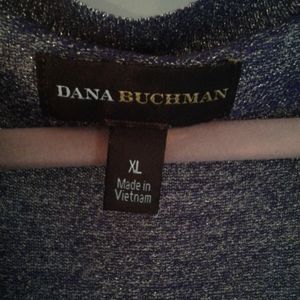 DANA BUCHMAN
XL
Made in
Vietnam